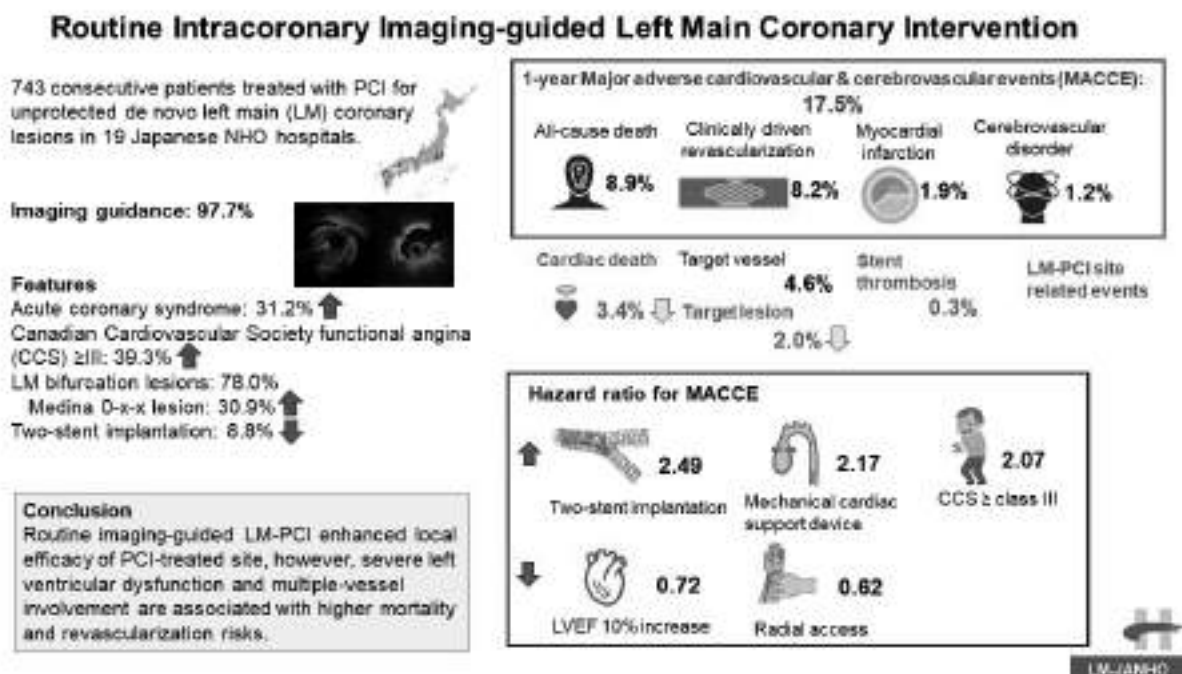 Routine Intracoronary Imaging-guided Left Main Coronary Intervention
743 consecutive patients treated with PCI for
unprotected de novo left main (LM) coronary
lesions in 19 Japanese NHO hospitals.
Imaging guidance: 97.7%
Features
Acute coronary syndrome: 31.2%
Canadian Cardiovascular Society functional angina
(CCS) ≥III: 39.3%
LM bifurcation lesions: 78.0%
Medina 0-x-x lesion: 30.9%
Two-stent implantation: 8.8%
Conclusion
Routine imaging-guided LM-PCI enhanced local
efficacy of PCI-treated site, however, severe left
ventricular dysfunction and multiple-vessel
involvement are associated with higher mortality
and revascularization risks.
1-year Major adverse cardiovascular & cerebrovascular events (MACCE):
17.5%
All-cause death
8.9%
Clinically driven
revascularization
8.2%
Myocardial
infarction
1.9%
Cerebrovascular
disorder
1.2%
Cardiac death
3.4%
Target vessel
4.6%
Target lesion
2.0%
Stent
thrombosis
0.3%
LM-PCI site
related events
Hazard ratio for MACCE
2.49
Two-stent implantation
2.17
Mechanical cardiac
support device
2.07
CCS ≥ class III
0.72
LVEF 10% increase
0.62
Radial access
LM-JANHO